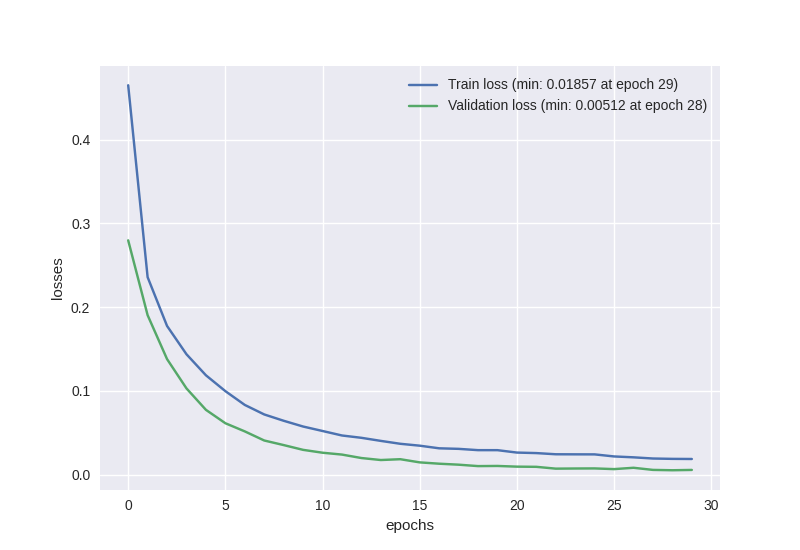 Train loss (min: 0.01857 at epoch 29)
Validation loss (min: 0.00512 at epoch 28)
0.4
0.3
0.2
0.1
0.0
losses
0 5 10 15 20 25 30
epochs